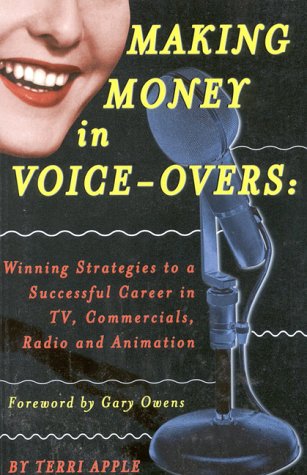 MAKING
MONEY
in
VOICE-OVERS:
Winning Strategies to a
Successful Career in
TV, Commercials,
Radio and Animation
Foreword by Gary Owens
BY TERRI APPLE